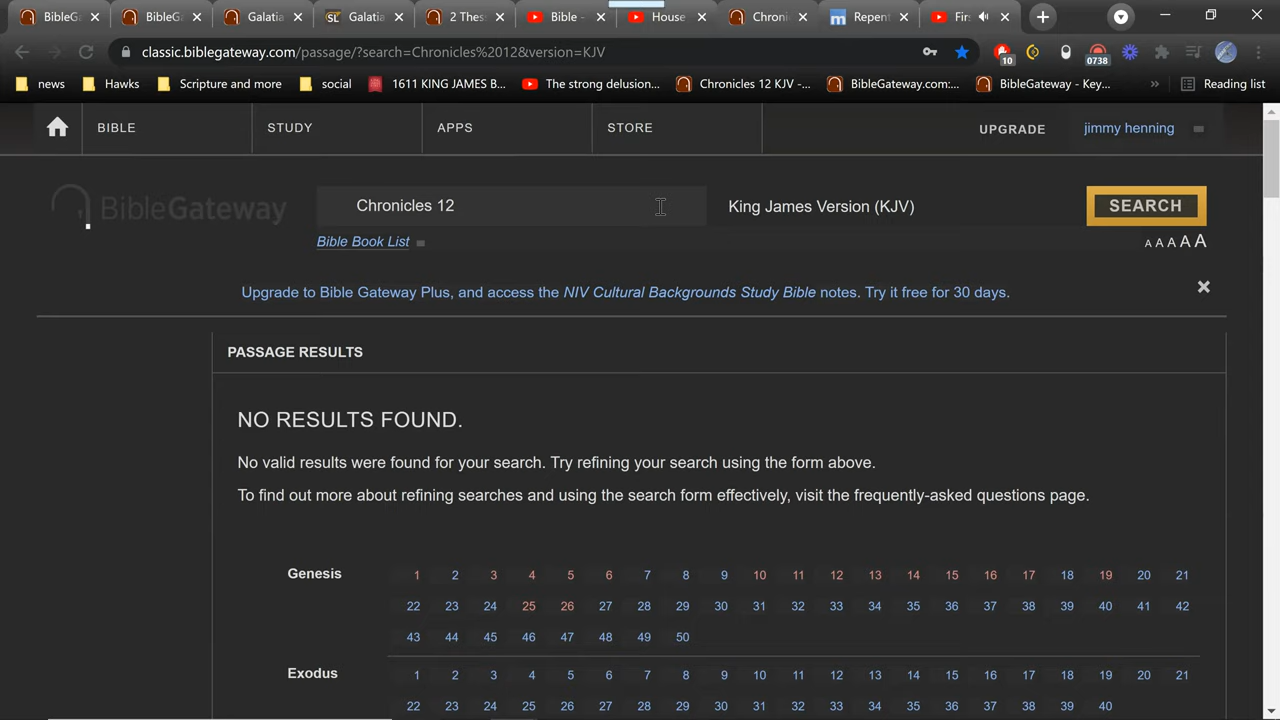 BibleG
BibleG
Galatia
SL Galatia
2 Thess
Bible -
House
Chroni
Repent
Firs
classic.biblegateway.com/passage/?search=Chronicles%2012&version=KJV
10
0738
news
Hawks
Scripture and more
social
1611 KING JAMES B...
The strong delusion...
Chronicles 12 KJV -...
BibleGateway.com:...
BibleGateway - Key...
»
Reading list
BIBLE
STUDY
APPS
STORE
UPGRADE
jimmy henning
BibleGateway
Chronicles 12
King James Version (KJV)
SEARCH
Bible Book List
A A A A A
Upgrade to Bible Gateway Plus, and access the NIV Cultural Backgrounds Study Bible notes. Try it free for 30 days.
PASSAGE RESULTS
NO RESULTS FOUND.
No valid results were found for your search. Try refining your search using the form above.
To find out more about refining searches and using the search form effectively, visit the frequently-asked questions page.
Genesis 1 2 3 4 5 6 7 8 9 10 11 12 13 14 15 16 17 18 19 20 21
22 23 24 25 26 27 28 29 30 31 32 33 34 35 36 37 38 39 40 41 42
43 44 45 46 47 48 49 50
Exodus 1 2 3 4 5 6 7 8 9 10 11 12 13 14 15 16 17 18 19 20 21
22 23 24 25 26 27 28 29 30 31 32 33 34 35 36 37 38 39 40